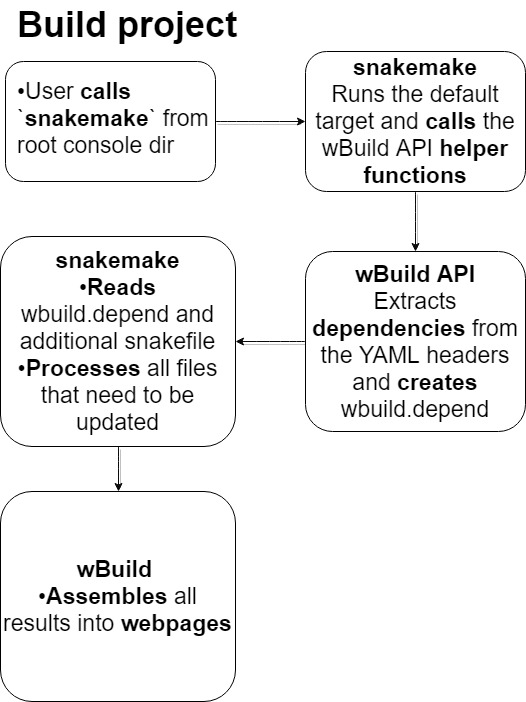 Build project
•User calls
`snakemake` from
root console dir
snakemake
Runs the default
target and calls the
wBuild API helper
functions
wBuild API
Extracts
dependencies from
the YAML headers
and creates
wbuild.depend
snakemake
•Reads
wbuild.depend and
additional snakefile
•Processes all files
that need to be
updated
wBuild
•Assembles all
results into webpages